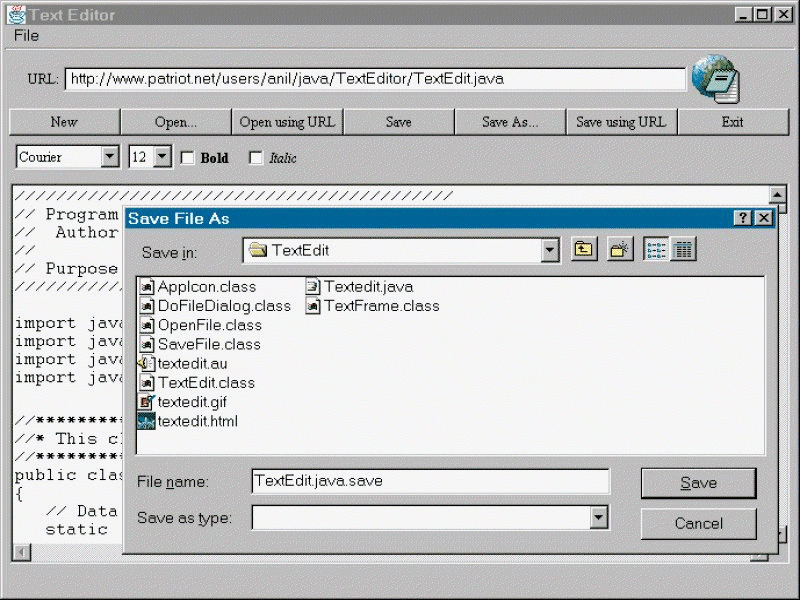 Text Editor
File
URL: http://www.patriot.net/users/anil/java/TextEditor/TextEdit.java
New Open... Open using URL Save Save As... Save using URL Exit
Courier 12 Bold Italic
//////////////////////////////////////////
// Program
// Author
//
// Purpose
///////////
import java
import java
import java
import java
//*********
//* This cl
//*********
public clas
{
// Data
static
Save File As
Save in: TextEdit
AppIcon.class Textedit.java
DoFileDialog.class TextFrame.class
OpenFile.class
SaveFile.class
textedit.au
TextEdit.class
textedit.gif
textedit.html
File name: TextEdit.java.save Save
Save as type: Cancel